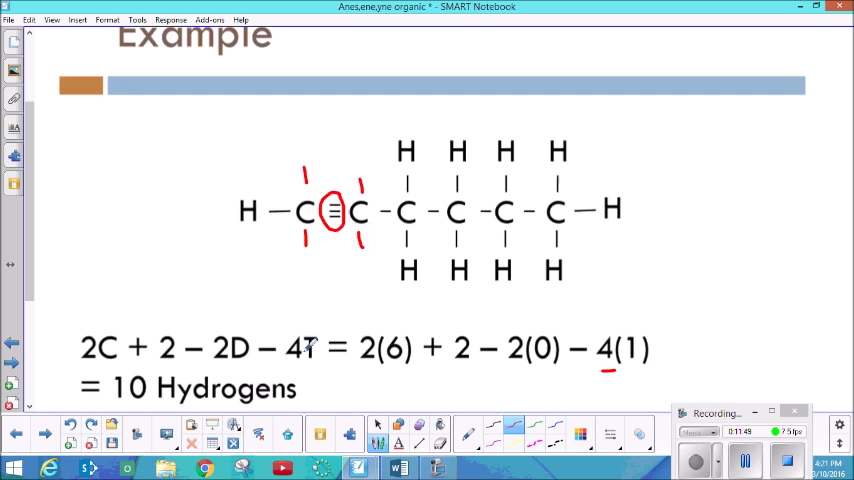 Anes,ene,yne organic * - SMART Notebook
File Edit View Insert Format Tools Response Add-ons Help
Example
H H H H
H – C ≡ C – C – C – C – C – H
H H H H
2C + 2 – 2D – 4T = 2(6) + 2 – 2(0) – 4(1)
= 10 Hydrogens
Recording...
Menu
0:11:49 7.5 fps
4:21 PM